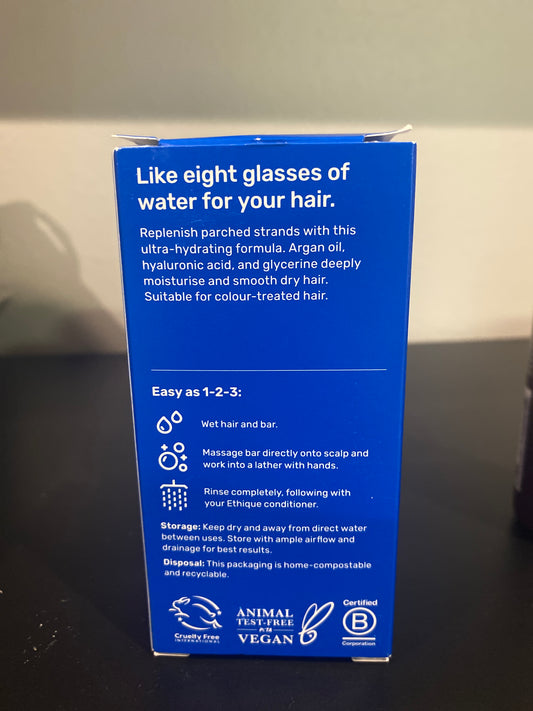 Like eight glasses of
water for your hair.
Replenish parched strands with this
ultra-hydrating formula. Argan oil,
hyaluronic acid, and glycerine deeply
moisturise and smooth dry hair.
Suitable for colour-treated hair.
Easy as 1-2-3:
Wet hair and bar.
Massage bar directly onto scalp and
work into a lather with hands.
Rinse completely, following with
your Ethique conditioner.
Storage: Keep dry and away from direct water
between uses. Store with ample airflow and
drainage for best results.
Disposal: This packaging is home-compostable
and recyclable.
Cruelty Free
INTERNATIONAL
ANIMAL
TEST-FREE
PETA
VEGAN
Certified
B
Corporation